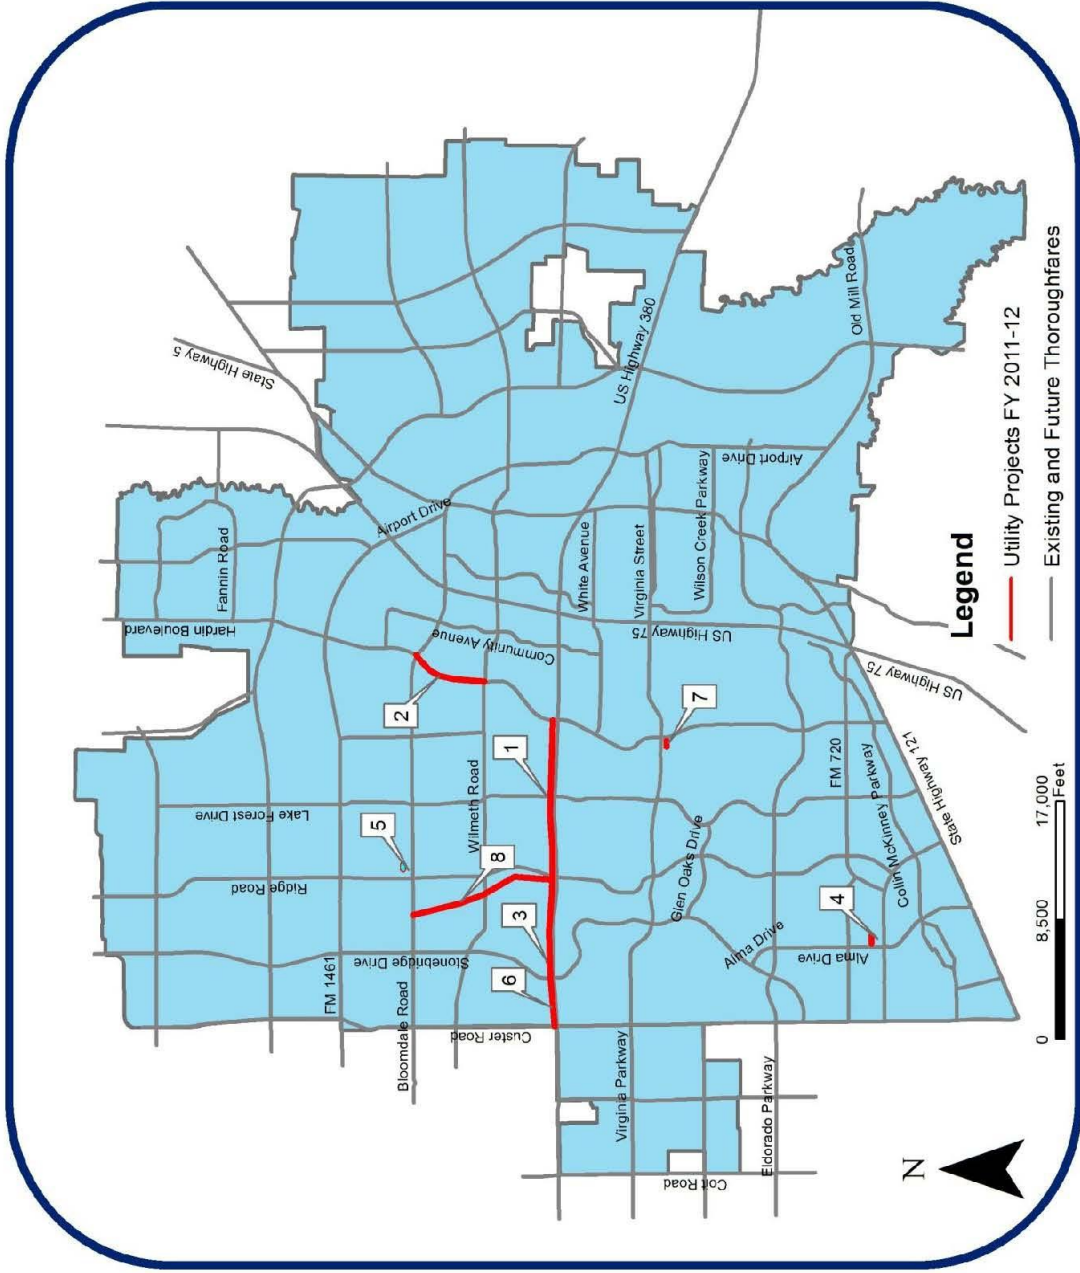 State Highway 5
Fannin Road
Hardin Boulevard
Airport Drive
US Highway 380
Old Mill Road
Community Avenue
White Avenue
Virginia Street
Wilson Creek Parkway
Airport Drive
US Highway 75
US Highway 75
2
1
7
Lake Forest Drive
Wilmeth Road
5
8
Ridge Road
3
Glen Oaks Drive
FM 720
Collin McKinney Parkway
State Highway 121
4
Alma Drive
Alma Drive
Stonebridge Drive
FM 1461
6
Bloomdale Road
Custer Road
Virginia Parkway
Eldorado Parkway
Coit Road
N
Legend
Utility Projects FY 2011-12
Existing and Future Thoroughfares
0 8,500 17,000
Feet